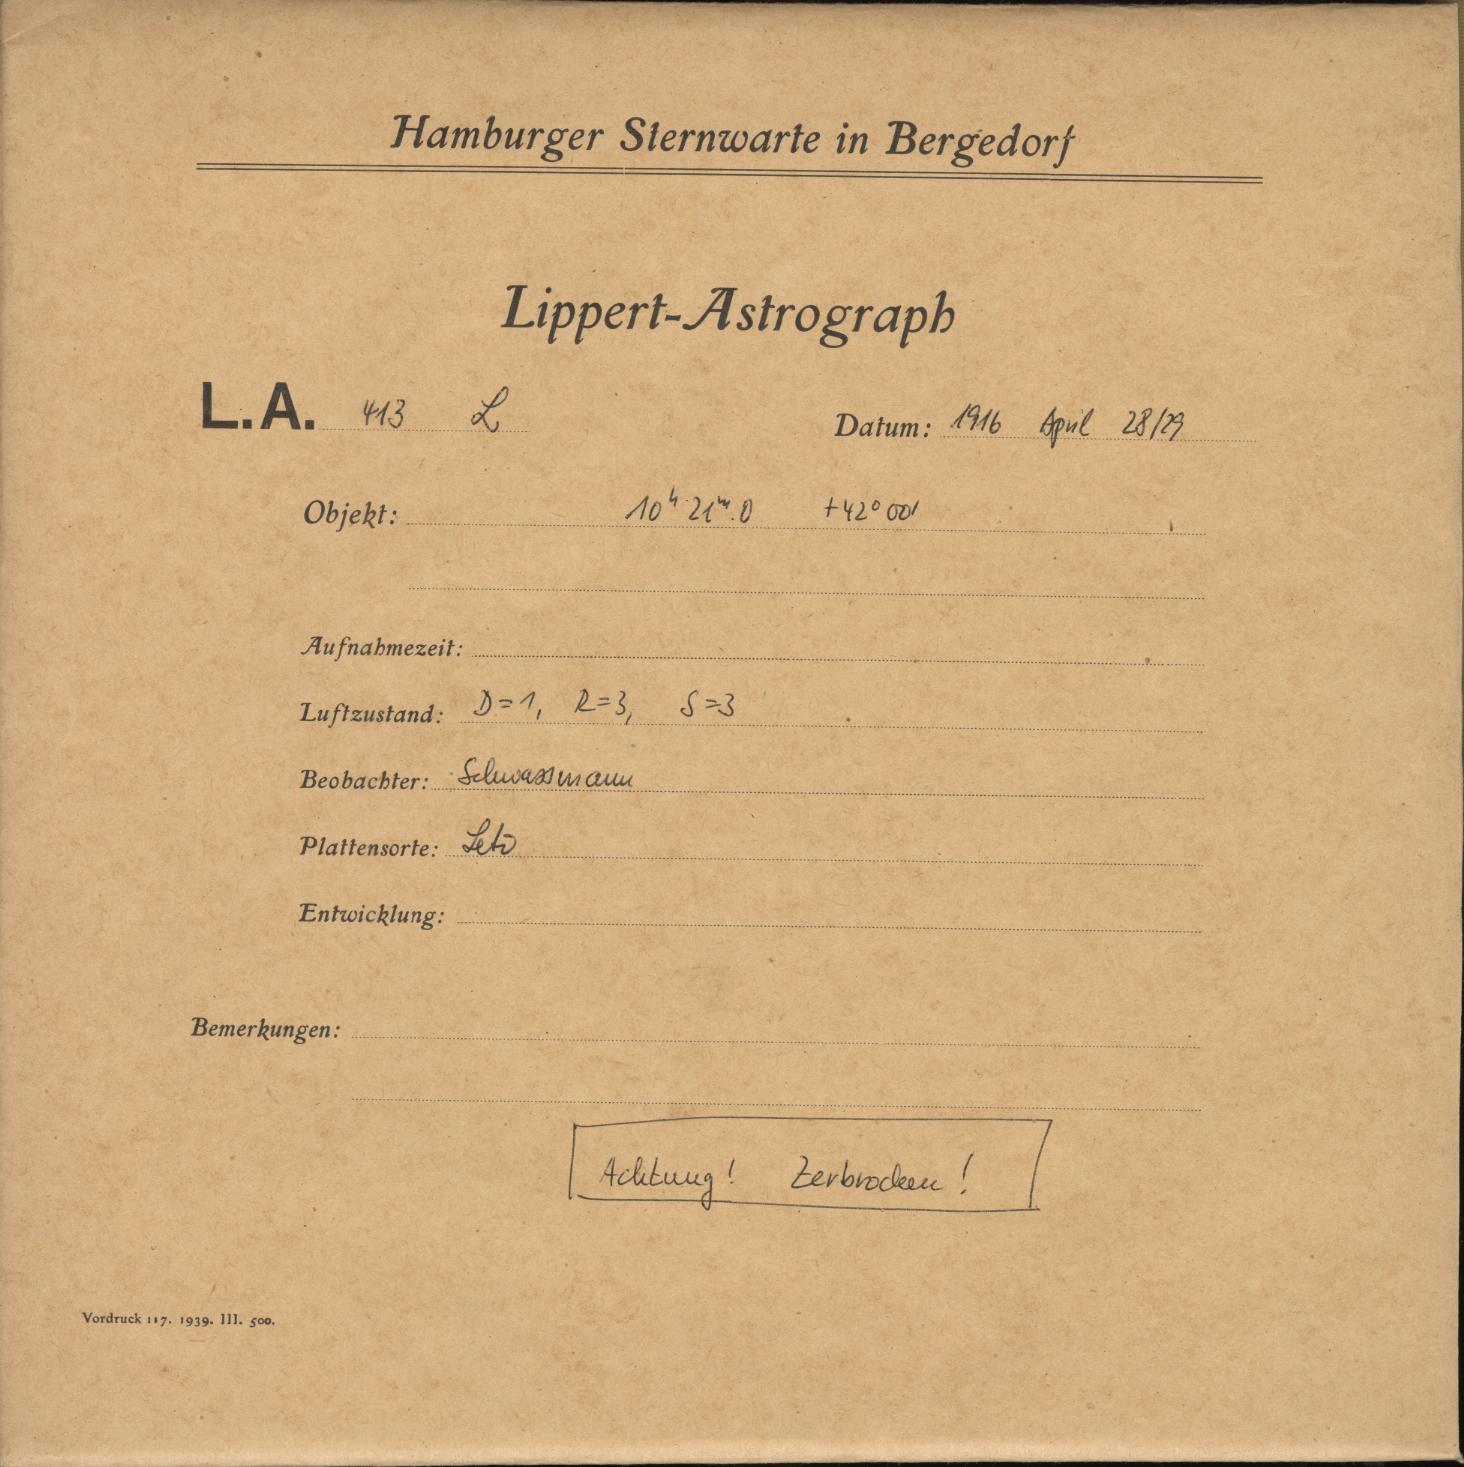 Hamburger Sternwarte in Bergedorf
Lippert-Astrograph
L.A. 413 L
Datum: 1916 April 28/29
Objekt: 10h 21m.0 +42° 00'
Aufnahmezeit:
Luftzustand: D=1, R=3, S=3
Beobachter: Schwassmann
Plattensorte:
Entwicklung:
Bemerkungen:
Achtung! Zerbrochen!
Vordruck 117. 1939. III. 500.